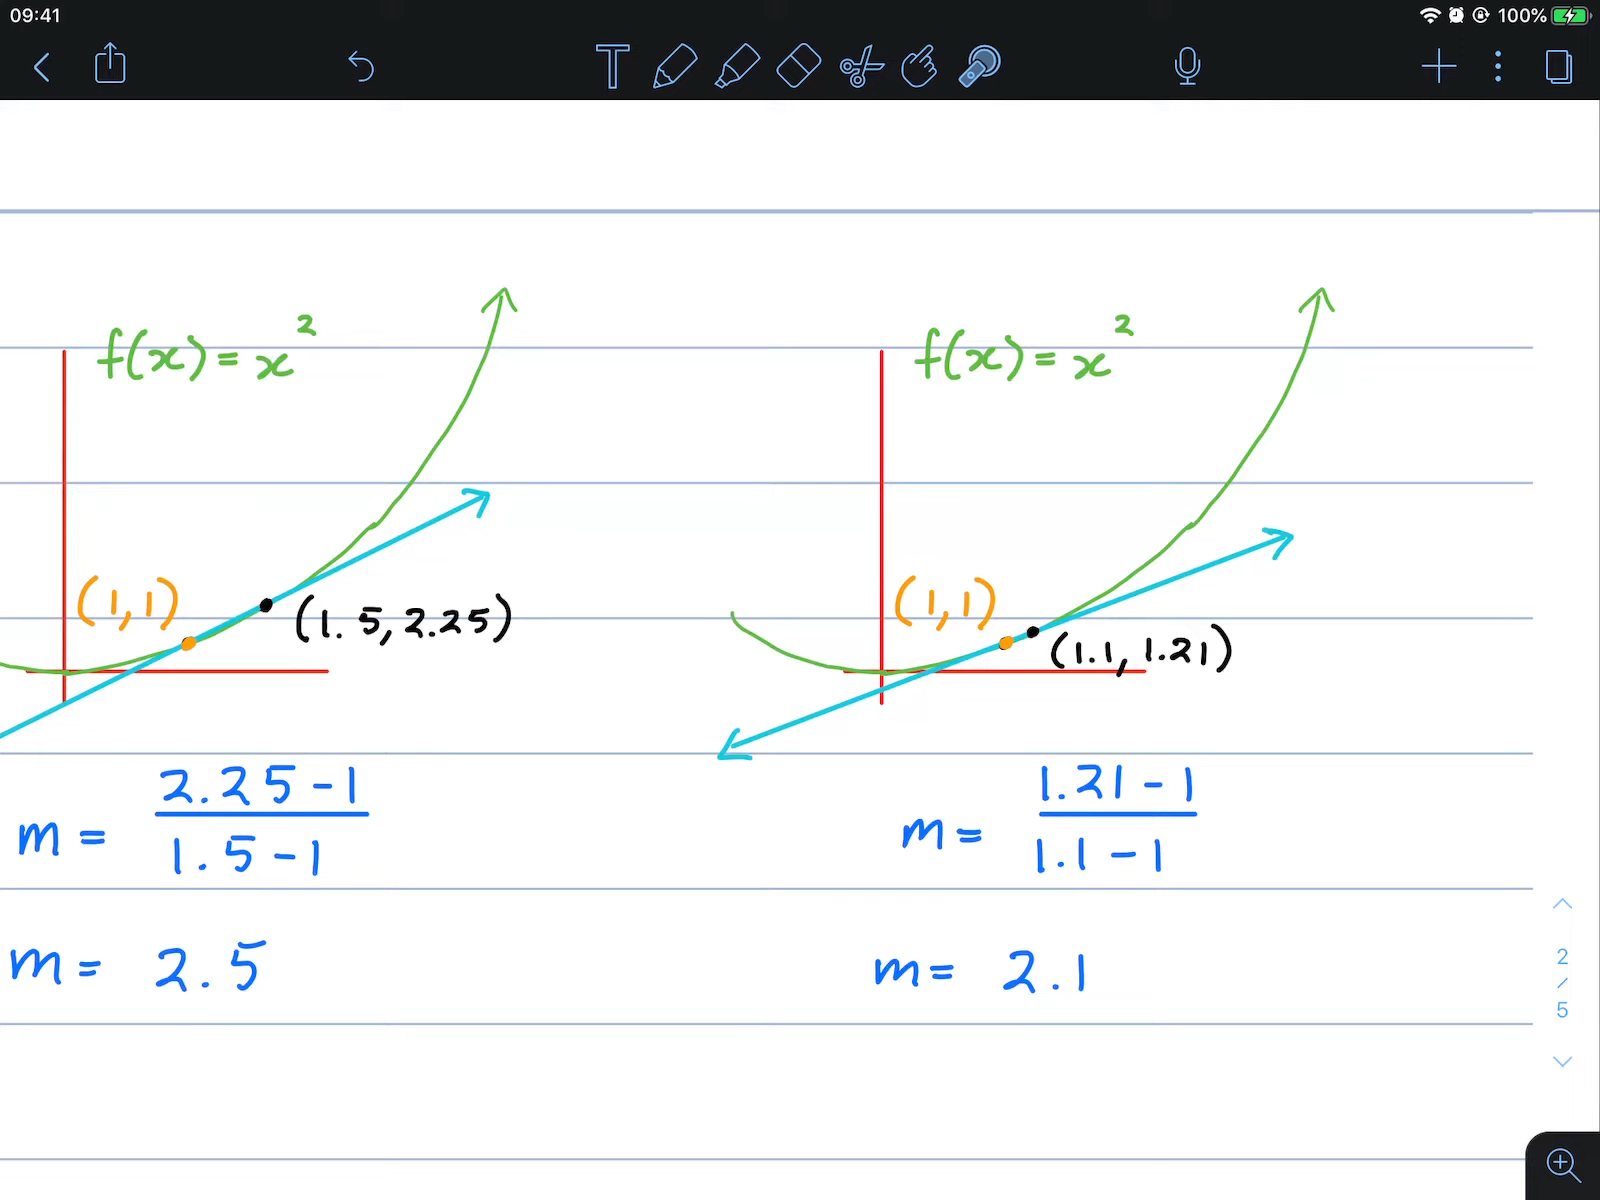 09:41
100%
T
f(x) = x²
(1, 1)
(1.5, 2.25)
m = 2.25 - 1 / 1.5 - 1
m = 2.5
f(x) = x²
(1, 1)
(1.1, 1.21)
m = 1.21 - 1 / 1.1 - 1
m = 2.1
2 / 5